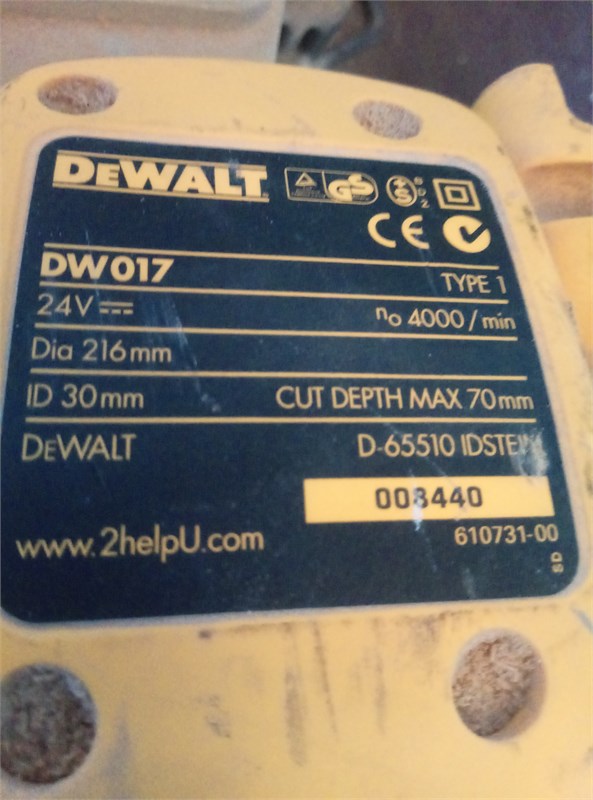 DEWALT
GS
DW017 TYPE 1
24V n₀ 4000 / min
Dia 216mm
ID 30mm CUT DEPTH MAX 70mm
DEWALT D-65510 IDSTEIN
008440
www.2helpU.com 610731-00
SD